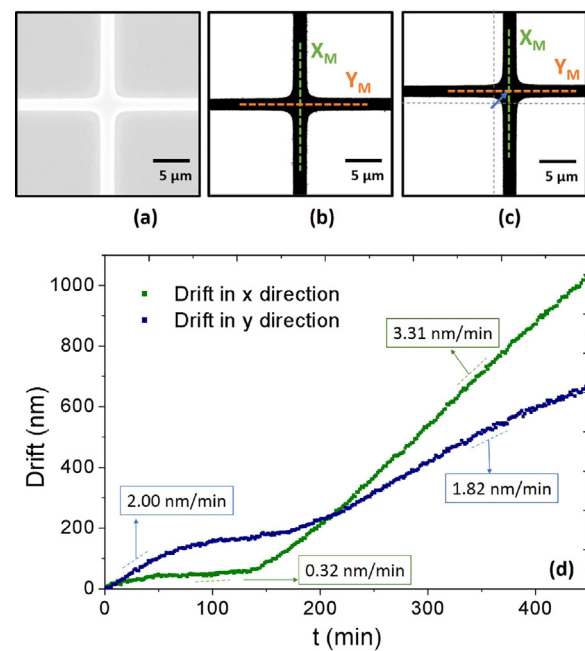 X_M
Y_M
X_M
Y_M
5 µm
5 µm
5 µm
(a)
(b)
(c)
1000
800
600
400
200
0
Drift (nm)
Drift in x direction
Drift in y direction
3.31 nm/min
2.00 nm/min
1.82 nm/min
0.32 nm/min
(d)
0
100
200
300
400
t (min)